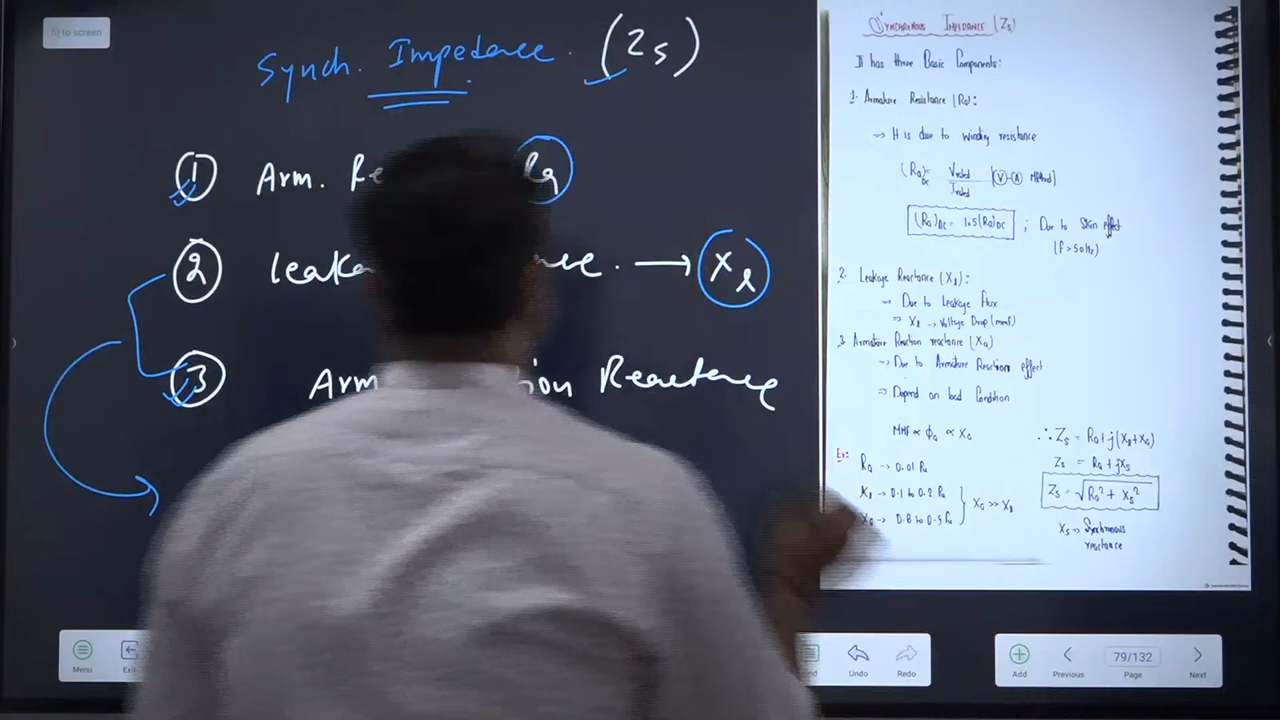 fit to screen
Synch. Impedance. (Zs)
1 Arm. Ra
2
Xl
3 Arm Reactance
SYNCHRONOUS IMPEDANCE (Zs)
It has three Basic Components:
1. Armature Resistance (Ra):
→ It is due to winding resistance
(Ra)DC = Vrated / Irated (V-A Method)
(Ra)AC = 1.5(Ra)DC ; Due to Skin effect
(f>50Hz)
2. Leakage Reactance (Xl):
→ Due to Leakage Flux
⇒ Xl → Voltage Drop (mmf)
3. Armature Reaction reactance (Xa)
→ Due to Armature Reaction effect
⇒ Depend on load Condition
MMF ∝ ϕa ∝ Xa
∴ Zs = Ra+j(Xl+Xa)
Zs = Ra+jXs
Zs = √Ra² + Xs²
Xs → Synchronous
reactance
Ex:
Ra → 0.01 Pu
Xl → 0.1 to 0.2 Pu
Xa → 0.8 to 0.5 Pu
Xa >> Xl
Menu
Exit
Undo
Redo
Add
Previous
79/132
Page
Next